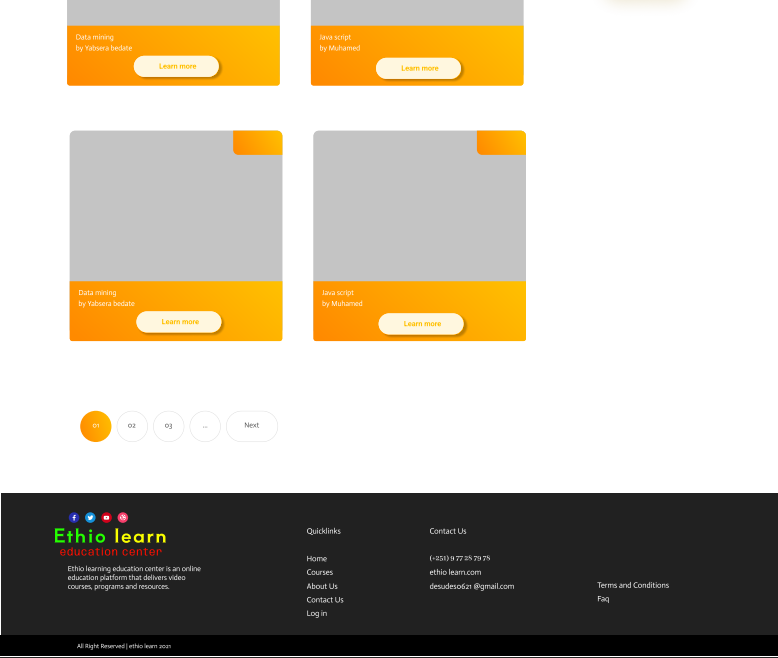 Data mining
by Yabsera bedate
Learn more
Java script
by Muhamed
Learn more
Data mining
by Yabsera bedate
Learn more
Java script
by Muhamed
Learn more
01
02
03
...
Next
Ethio learn
education center
Ethio learning education center is an online
education platform that delivers video
courses, programs and resources.
Quicklinks
Home
Courses
About Us
Contact Us
Log in
Contact Us
(+251) 9 77 28 79 78
ethio learn.com
desudeso621 @gmail.com
Terms and Conditions
Faq
All Right Reserved | ethio learn 2021